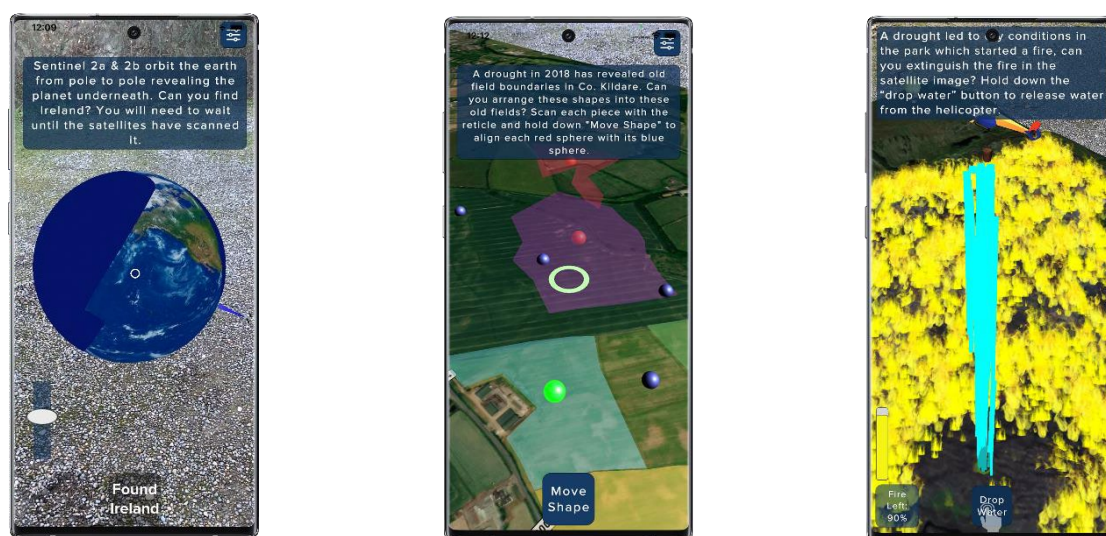 12:09
Sentinel 2a & 2b orbit the earth
from pole to pole revealing the
planet underneath. Can you find
Ireland? You will need to wait
until the satellites have scanned
it.
Found
Ireland
12:12
A drought in 2018 has revealed old
field boundaries in Co. Kildare. Can
you arrange these shapes into these
old fields? Scan each piece with the
reticle and hold down "Move Shape" to
align each red sphere with its blue
sphere.
Move
Shape
A drought led to conditions in
the park which started a fire, can
you extinguish the fire in the
satellite image? Hold down the
"drop water" button to release water
from the helicopter.
Fire
Left:
90%
Drop
Water